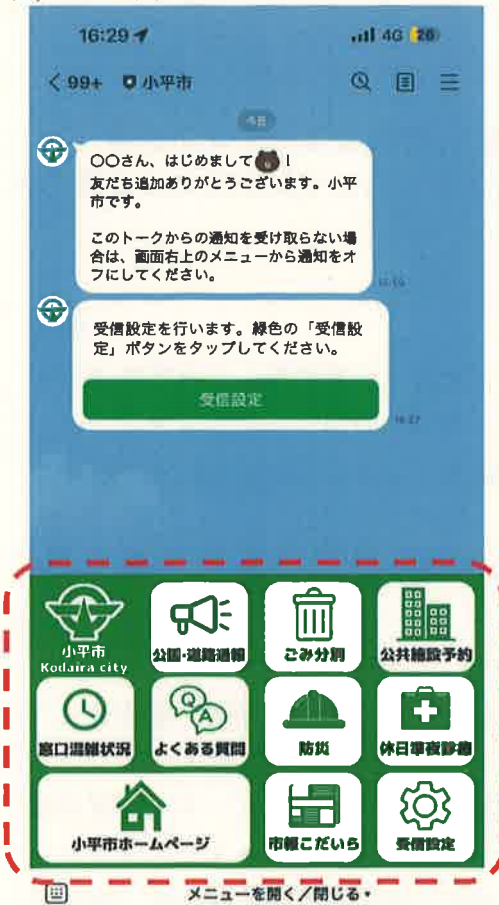 16:29
4G 26
99+ 小平市
今日
〇〇さん、はじめまして！
友だち追加ありがとうございます。小平
市です。
このトークからの通知を受け取らない場
合は、画面右上のメニューから通知をオ
フにしてください。
受信設定を行います。緑色の「受信設
定」ボタンをタップしてください。
受信設定
16:27
小平市
Kodaira city
公園・道路通報
ごみ分別
公共施設予約
窓口混雑状況
Q
A
よくある質問
防災
休日準夜診療
小平市ホームページ
市報こだいら
受信設定
メニューを開く/閉じる